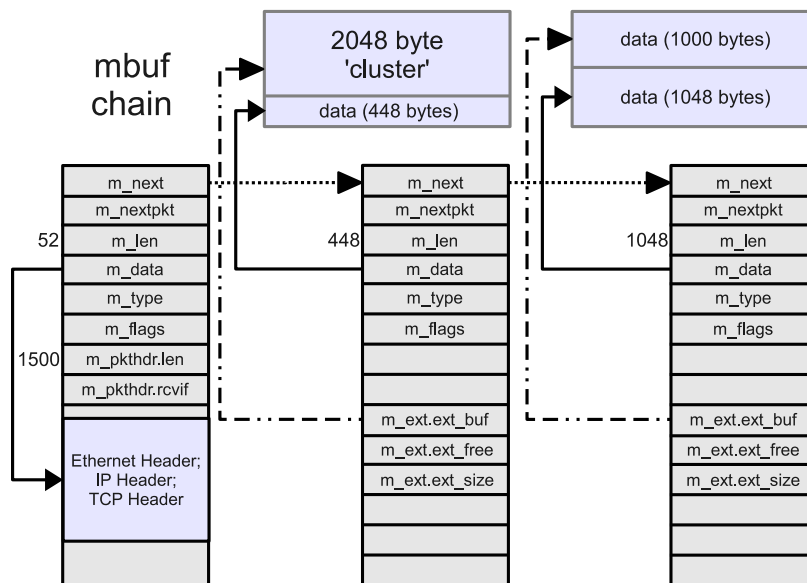 mbuf
chain
2048 byte
'cluster'
data (448 bytes)
data (1000 bytes)
data (1048 bytes)
m_next
m_nextpkt
52
m_len
m_data
m_type
m_flags
1500
m_pkthdr.len
m_pkthdr.rcvif
Ethernet Header;
IP Header;
TCP Header
m_next
m_nextpkt
448
m_len
m_data
m_type
m_flags
m_ext.ext_buf
m_ext.ext_free
m_ext.ext_size
m_next
m_nextpkt
1048
m_len
m_data
m_type
m_flags
m_ext.ext_buf
m_ext.ext_free
m_ext.ext_size